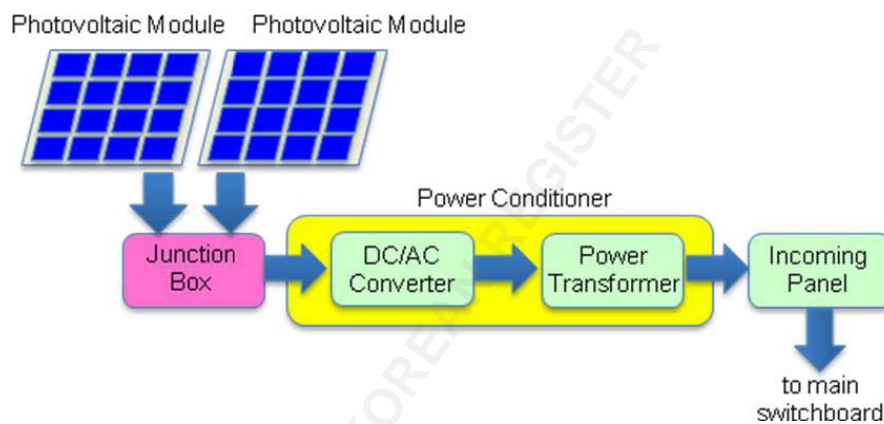 Photovoltaic Module
Photovoltaic Module
Power Conditioner
Junction
Box
DC/AC
Converter
Power
Transformer
Incoming
Panel
to main
switchboard
KOREAN REGISTER